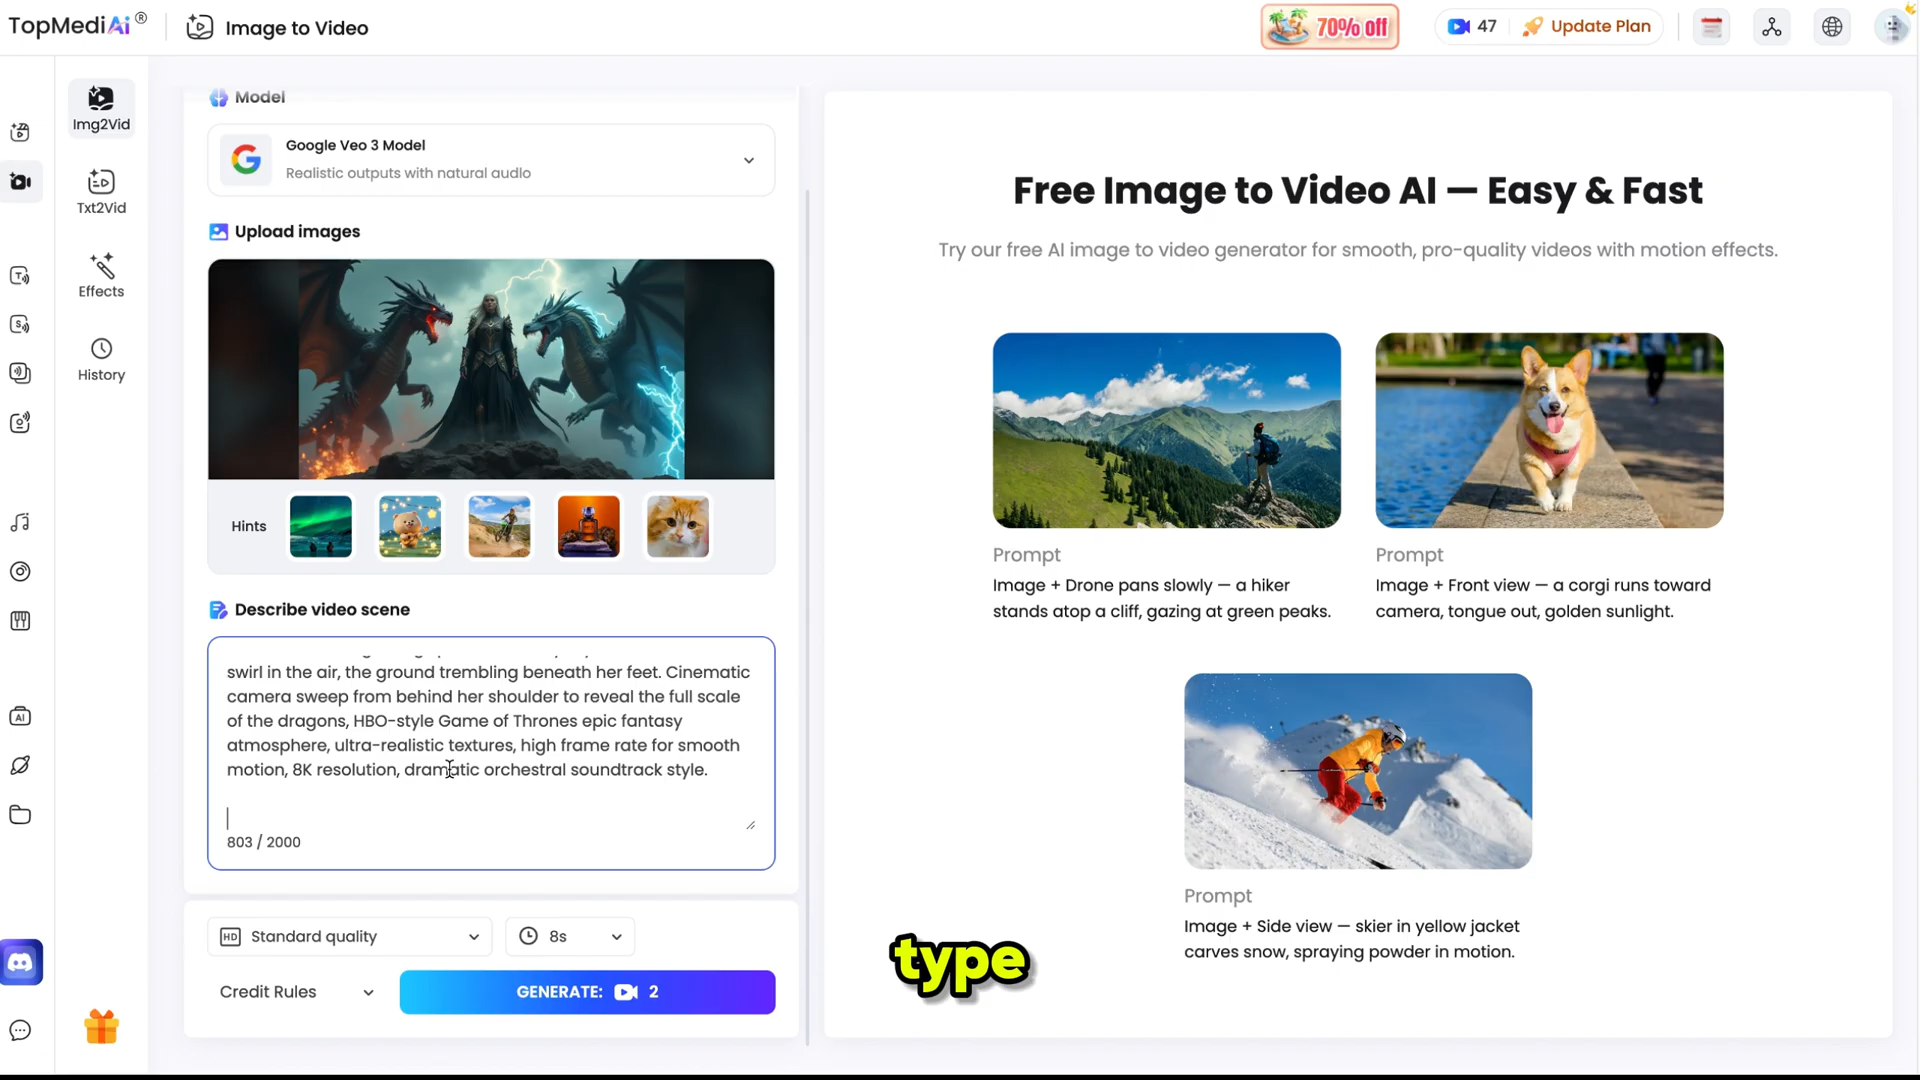 TopMediAi®
Image to Video
70% off
47
Update Plan
Img2Vid
Txt2Vid
Effects
History
Model
Google Veo 3 Model
Realistic outputs with natural audlo
Upload images
Hints
Describe video scene
swirl in the air, the ground trembling beneath her feet. Cinematic
camera sweep from behind her shoulder to reveal the full scale
of the dragons, HBO-style Game of Thrones epic fantasy
atmosphere, ultra-realistic textures, high frame rate for smooth
motion, 8K resolution, dramatic orchestral soundtrack style.
803 / 2000
HD
Standard quality
8s
Credit Rules
GENERATE:
2
Free Image to Video AI — Easy & Fast
Try our free AI image to video generator for smooth, pro-quality videos with motion effects.
Prompt
Image + Drone pans slowly — a hiker
stands atop a cliff, gazing at green peaks.
Prompt
Image + Front view — a corgi runs toward
camera, tongue out, golden sunlight.
Prompt
Image + Side view — skier in yellow jacket
carves snow, spraying powder in motion.
type
AI